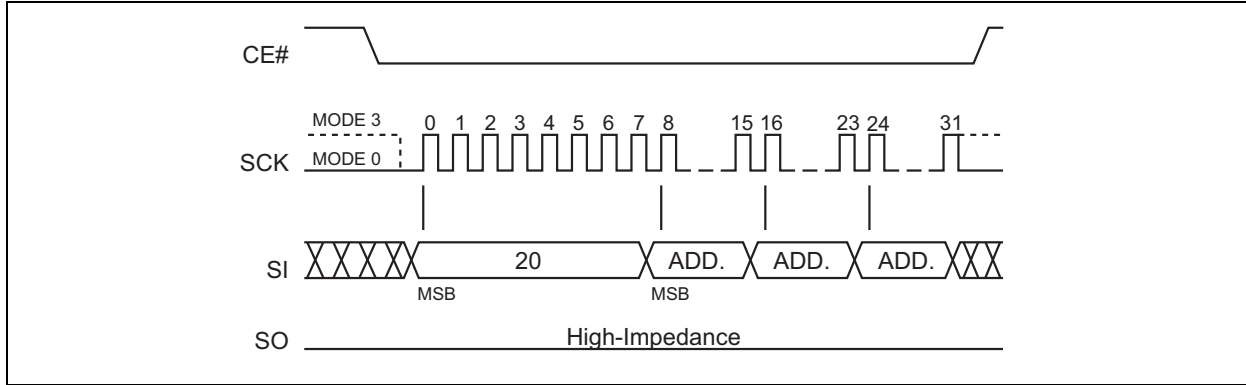 CE#
MODE 3
0 1 2 3 4 5 6 7 8 15 16 23 24 31
SCK MODE 0
SI 20 ADD. ADD. ADD.
MSB MSB
SO High-Impedance